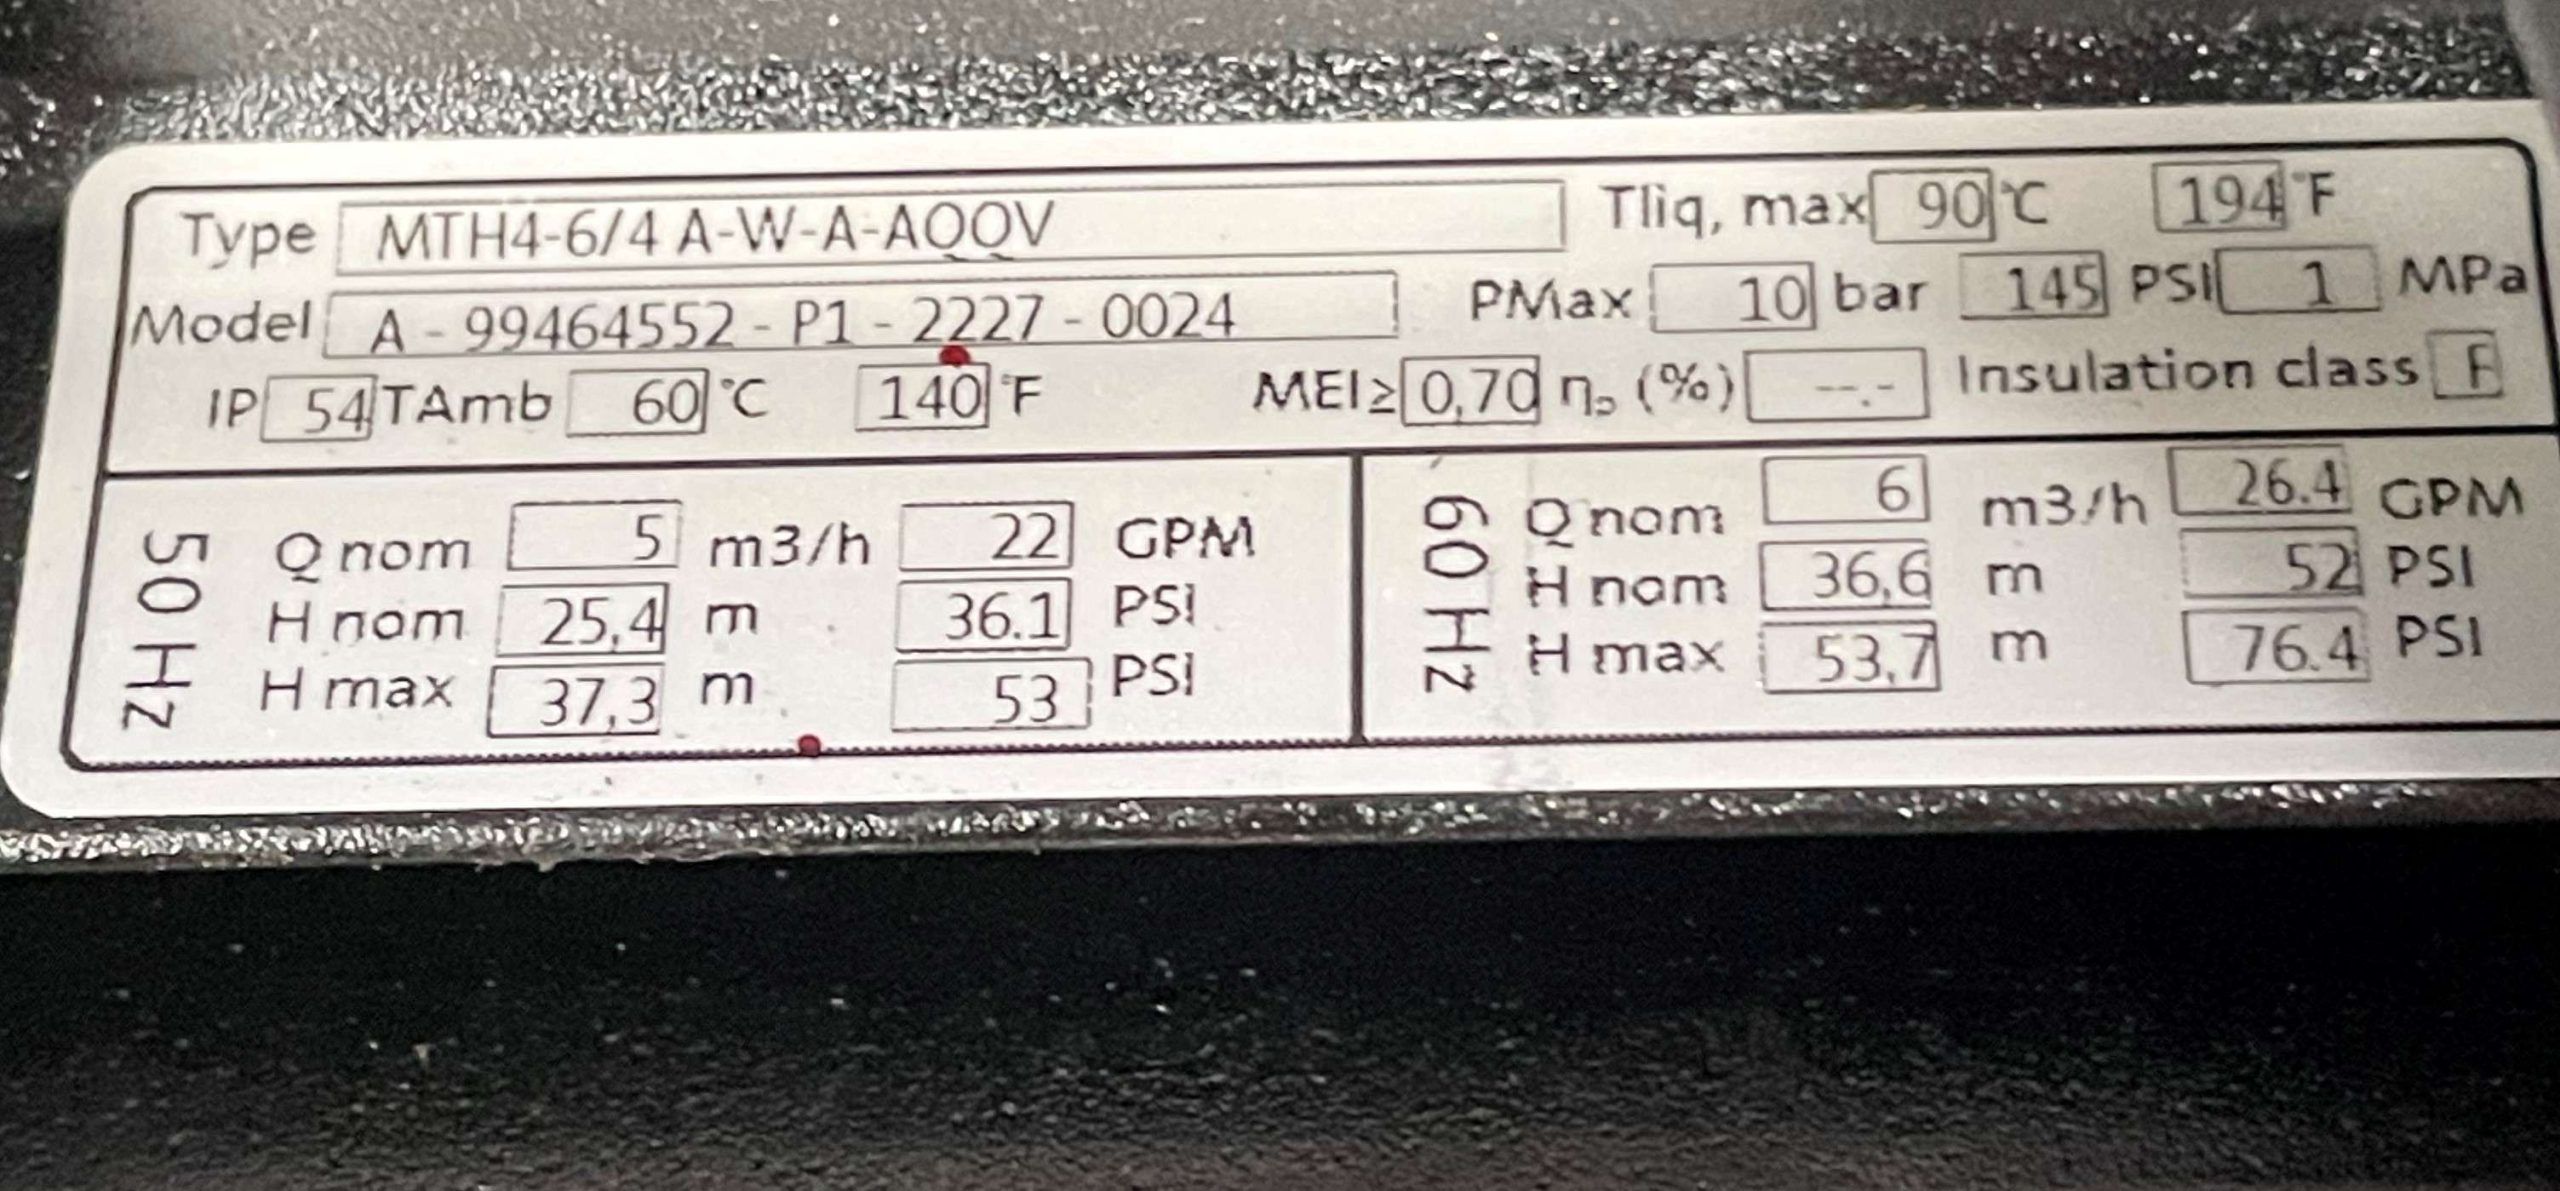 Type MTH4-6/4 A-W-A-AQQV Tliq, max 90 °C 194 °F
Model A - 99464552 - P1 - 2227 - 0024 PMax 10 bar 145 PSI 1 MPa
IP 54 TAmb 60 °C 140 °F MEI≥ 0,70 ηp (%) --.- Insulation class F
50 Hz
Q nom 5 m3/h 22 GPM
H nom 25,4 m 36.1 PSI
H max 37,3 m 53 PSI
60 Hz
Q nom 6 m3/h 26.4 GPM
H nom 36,6 m 52 PSI
H max 53,7 m 76.4 PSI